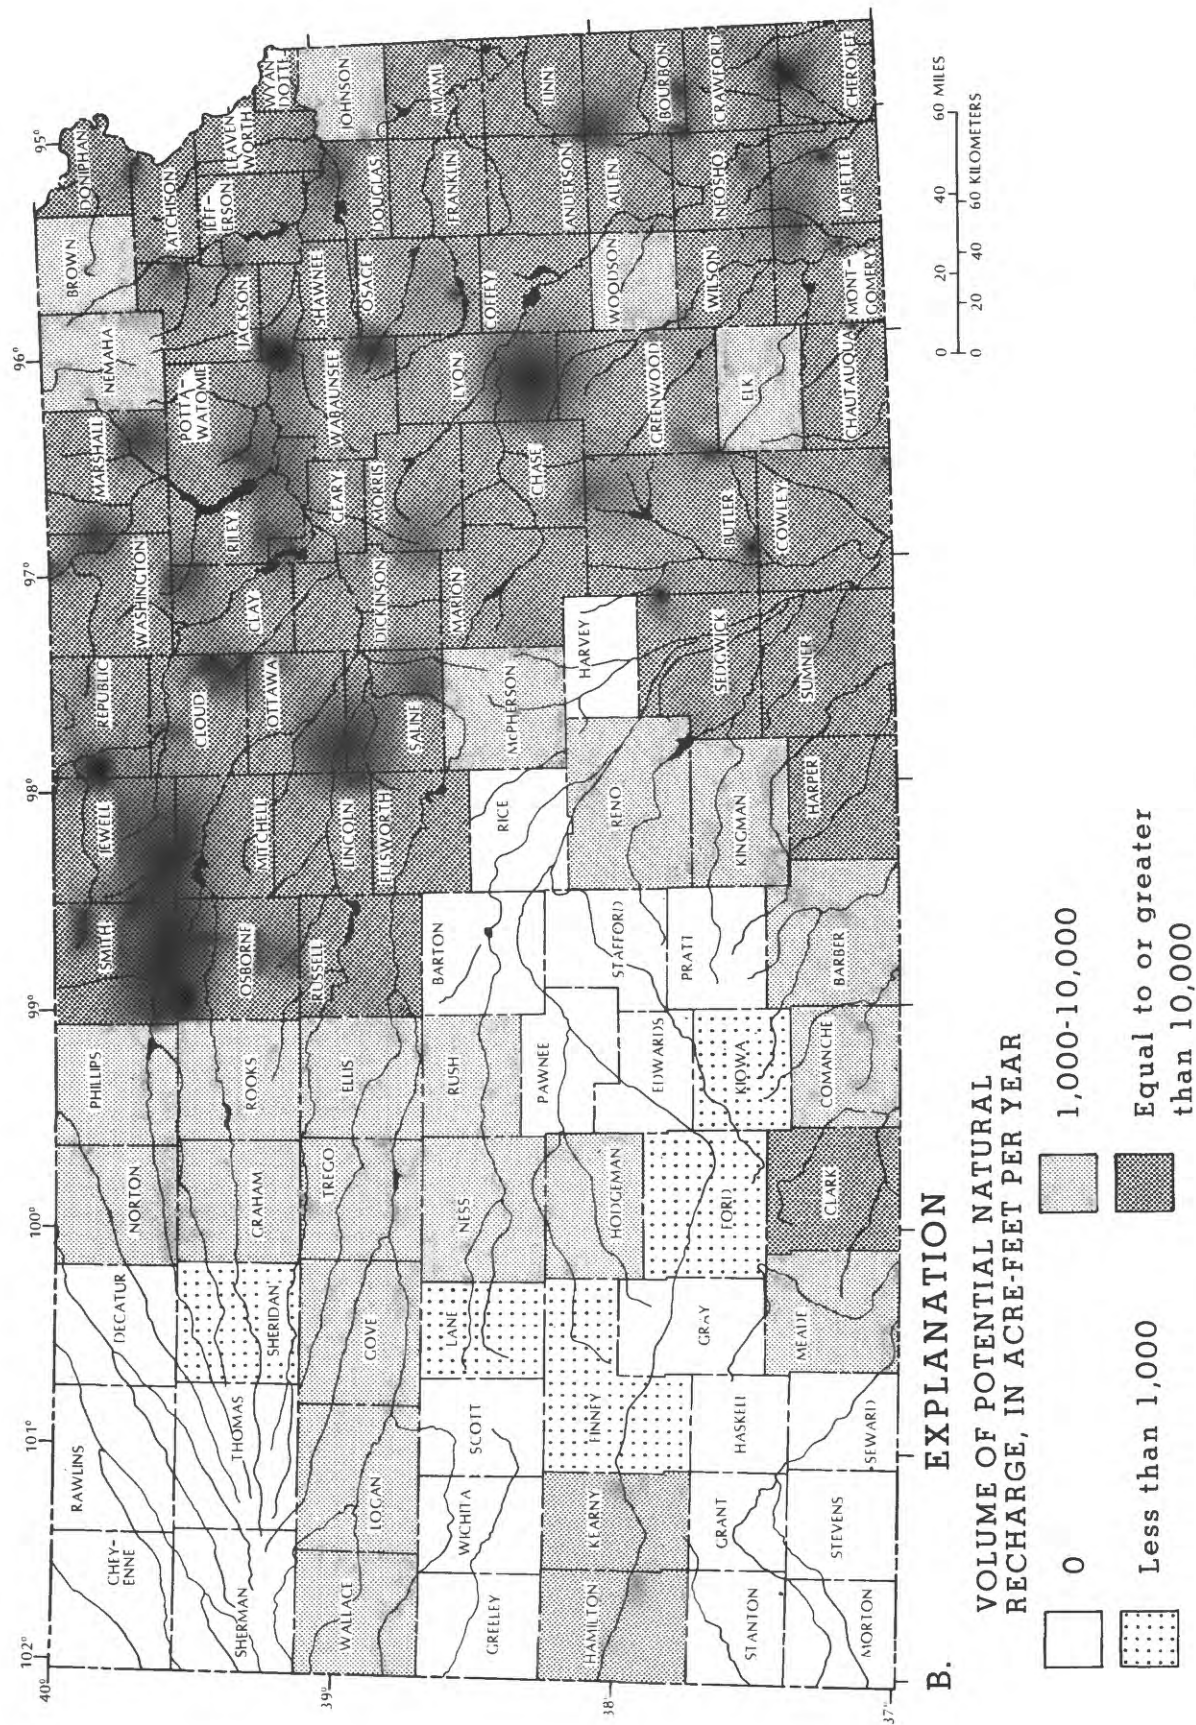 102°
101°
100°
99°
98°
97°
96°
95°
40°
39°
38°
37°
CHEY-
ENNE
RAWLINS
DECATUR
NORTON
PHILLIPS
SMITH
JEWELL
REPUBLIC
WASHINGTON
MARSHALL
NEMAHA
BROWN
DONIPHAN
SHERMAN
THOMAS
SHERIDAN
GRAHAM
ROOKS
OSBORNE
MITCHELL
CLOUD
CLAY
RILEY
POTTA-
WATOMIE
JACKSON
ATCHISON
JEFF-
ERSON
LEAVEN
WORTH
WYAN
DOTTE
WALLACE
LOGAN
GOVE
TREGO
ELLIS
RUSSELL
LINCOLN
OTTAWA
SALINE
DICKINSON
GEARY
MORRIS
WABAUNSEE
SHAWNEE
OSAGE
DOUGLAS
JOHNSON
GREELEY
WICHITA
SCOTT
LANE
NESS
RUSH
BARTON
ELLSWORTH
RICE
McPHERSON
MARION
CHASE
LYON
COFFEY
FRANKLIN
ANDERSON
MIAMI
LINN
HAMILTON
KEARNY
FINNEY
HODGEMAN
PAWNEE
EDWARDS
STAFFORD
RENO
HARVEY
BUTLER
GREENWOOD
WOODSON
ALLEN
BOURBON
STANTON
GRANT
HASKELL
GRAY
FORD
KIOWA
PRATT
KINGMAN
SEDGWICK
ELK
WILSON
NEOSHO
CRAWFORD
MORTON
STEVENS
SEWARD
MEADE
CLARK
COMANCHE
BARBER
HARPER
SUMNER
COWLEY
CHAUTAUQUA
MONT-
GOMERY
LABETTE
CHEROKEE
0 20 40 60 MILES
0 20 40 60 KILOMETERS
B. EXPLANATION
VOLUME OF POTENTIAL NATURAL
RECHARGE, IN ACRE-FEET PER YEAR
0
Less than 1,000
1,000-10,000
Equal to or greater
than 10,000